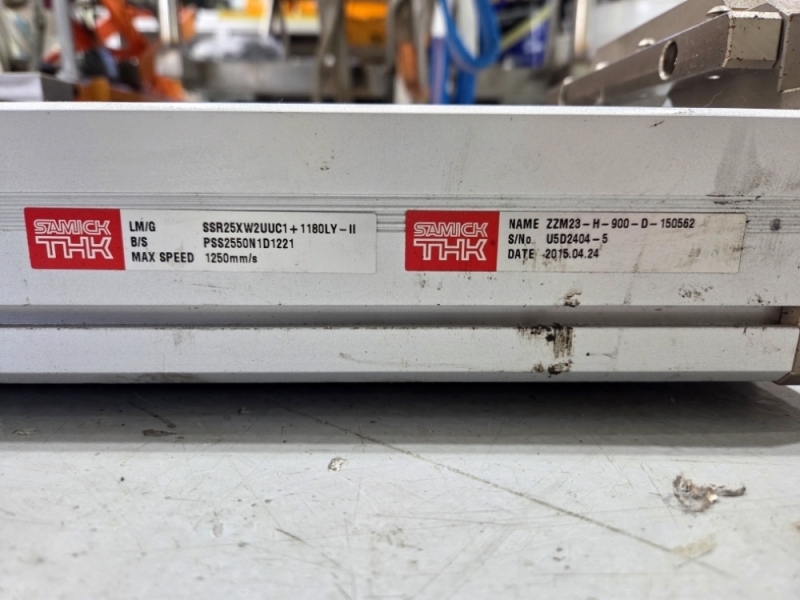 SAMICK
THK
LM/G SSR25XW2UUC1+1180LY-II
B/S PSS2550N1D1221
MAX SPEED 1250mm/s
SAMICK
THK
NAME ZZM23-H-900-D-150562
S/No. U5D2404-5
DATE 2015.04.24